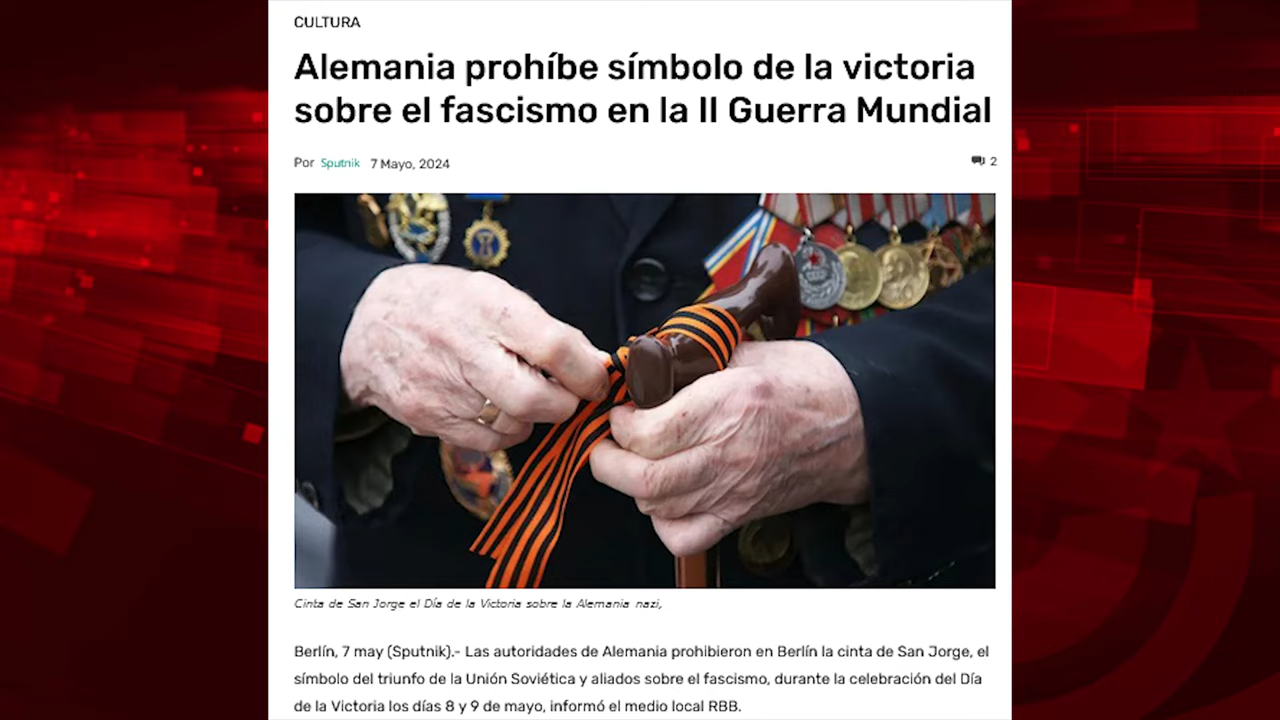 CULTURA
Alemania prohíbe símbolo de la victoria
sobre el fascismo en la II Guerra Mundial
Por Sputnik 7 Mayo, 2024
2
Cinta de San Jorge el Día de la Victoria sobre la Alemania nazi,
Berlín, 7 may (Sputnik).- Las autoridades de Alemania prohibieron en Berlín la cinta de San Jorge, el
símbolo del triunfo de la Unión Soviética y aliados sobre el fascismo, durante la celebración del Día
de la Victoria los días 8 y 9 de mayo, informó el medio local RBB.